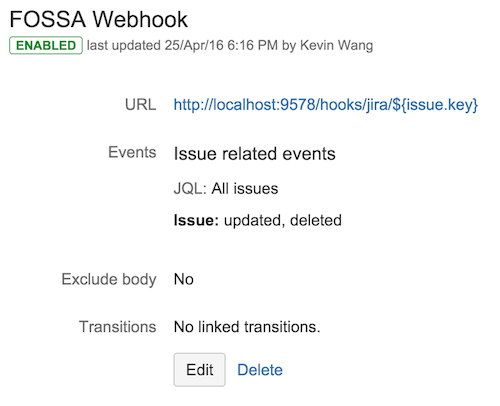 FOSSA Webhook
ENABLED last updated 25/Apr/16 6:16 PM by Kevin Wang
URL http://localhost:9578/hooks/jira/${issue.key}
Events Issue related events
JQL: All issues
Issue: updated, deleted
Exclude body No
Transitions No linked transitions.
Edit Delete